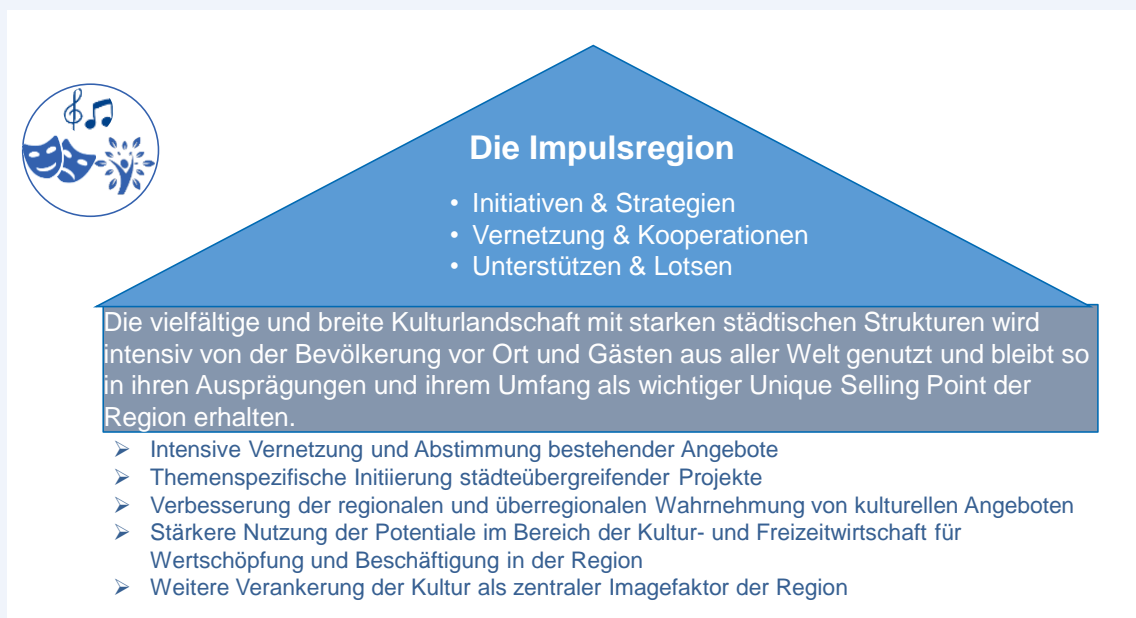 Die Impulsregion
• Initiativen & Strategien
• Vernetzung & Kooperationen
• Unterstützen & Lotsen
Die vielfältige und breite Kulturlandschaft mit starken städtischen Strukturen wird
intensiv von der Bevölkerung vor Ort und Gästen aus aller Welt genutzt und bleibt so
in ihren Ausprägungen und ihrem Umfang als wichtiger Unique Selling Point der
Region erhalten.
➢ Intensive Vernetzung und Abstimmung bestehender Angebote
➢ Themenspezifische Initiierung städteübergreifender Projekte
➢ Verbesserung der regionalen und überregionalen Wahrnehmung von kulturellen Angeboten
➢ Stärkere Nutzung der Potentiale im Bereich der Kultur- und Freizeitwirtschaft für
Wertschöpfung und Beschäftigung in der Region
➢ Weitere Verankerung der Kultur als zentraler Imagefaktor der Region